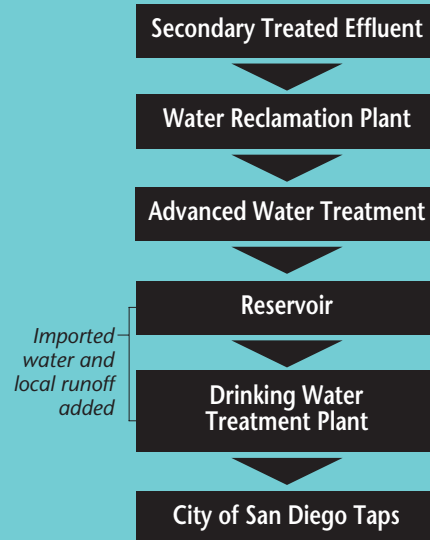 Secondary Treated Effluent
Water Reclamation Plant
Advanced Water Treatment
Reservoir
Imported
water and
local runoff
added
Drinking Water
Treatment Plant
City of San Diego Taps